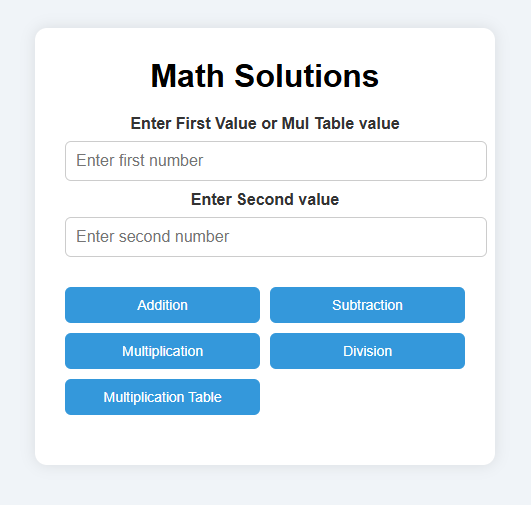 Math Solutions
Enter First Value or Mul Table value
Enter first number
Enter Second value
Enter second number
Addition
Subtraction
Multiplication
Division
Multiplication Table